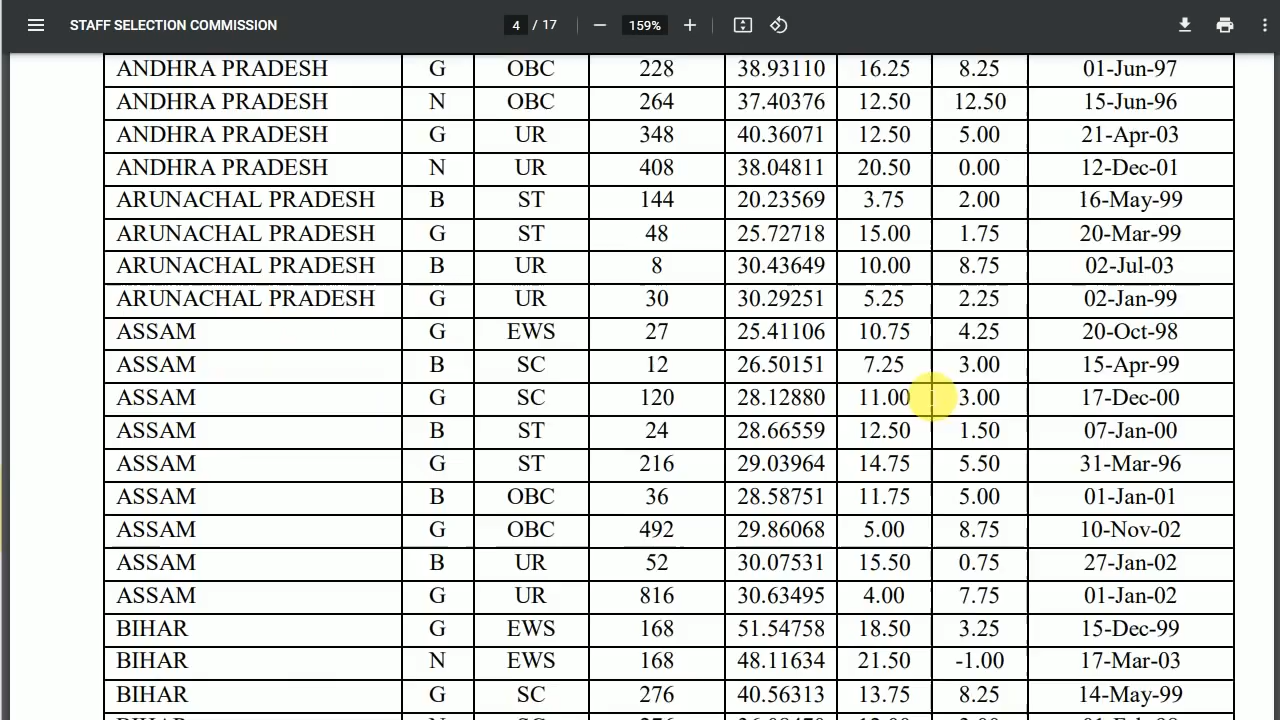 STAFF SELECTION COMMISSION 4 / 17 159%
ANDHRA PRADESH G OBC 228 38.93110 16.25 8.25 01-Jun-97
ANDHRA PRADESH N OBC 264 37.40376 12.50 12.50 15-Jun-96
ANDHRA PRADESH G UR 348 40.36071 12.50 5.00 21-Apr-03
ANDHRA PRADESH N UR 408 38.04811 20.50 0.00 12-Dec-01
ARUNACHAL PRADESH B ST 144 20.23569 3.75 2.00 16-May-99
ARUNACHAL PRADESH G ST 48 25.72718 15.00 1.75 20-Mar-99
ARUNACHAL PRADESH B UR 8 30.43649 10.00 8.75 02-Jul-03
ARUNACHAL PRADESH G UR 30 30.29251 5.25 2.25 02-Jan-99
ASSAM G EWS 27 25.41106 10.75 4.25 20-Oct-98
ASSAM B SC 12 26.50151 7.25 3.00 15-Apr-99
ASSAM G SC 120 28.12880 11.00 3.00 17-Dec-00
ASSAM B ST 24 28.66559 12.50 1.50 07-Jan-00
ASSAM G ST 216 29.03964 14.75 5.50 31-Mar-96
ASSAM B OBC 36 28.58751 11.75 5.00 01-Jan-01
ASSAM G OBC 492 29.86068 5.00 8.75 10-Nov-02
ASSAM B UR 52 30.07531 15.50 0.75 27-Jan-02
ASSAM G UR 816 30.63495 4.00 7.75 01-Jan-02
BIHAR G EWS 168 51.54758 18.50 3.25 15-Dec-99
BIHAR N EWS 168 48.11634 21.50 -1.00 17-Mar-03
BIHAR G SC 276 40.56313 13.75 8.25 14-May-99